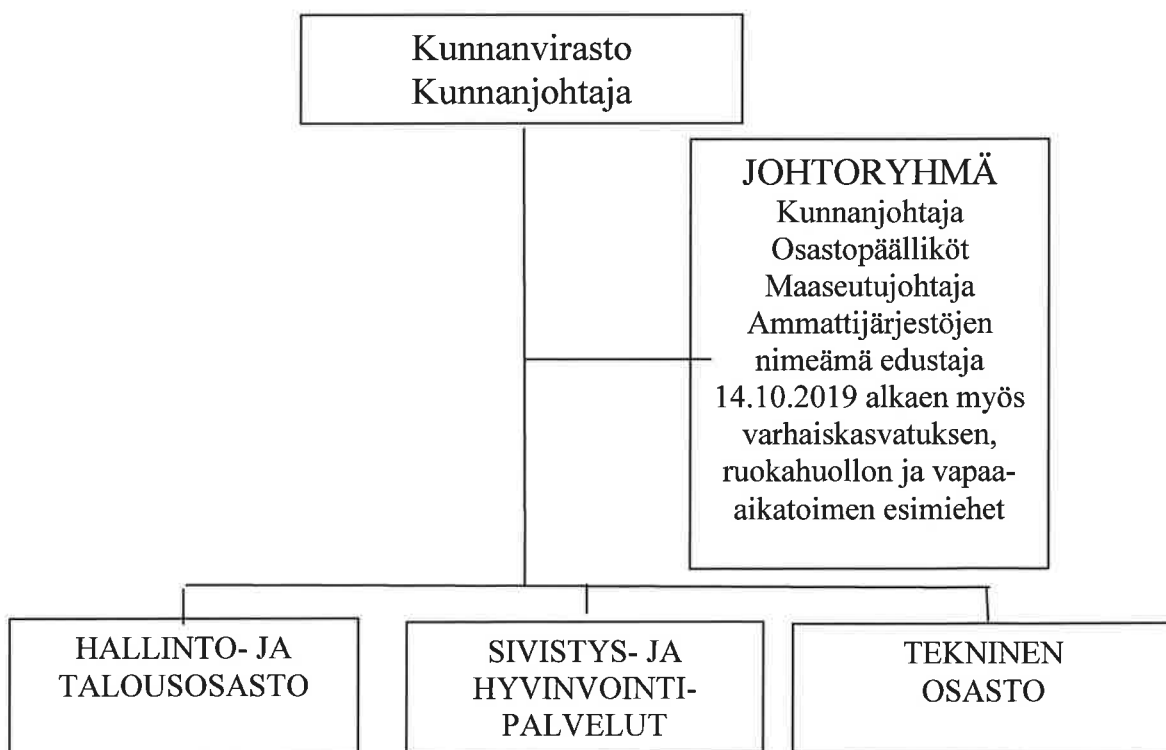 Kunnanvirasto
Kunnanjohtaja
JOHTORYHMÄ
Kunnanjohtaja
Osastopäälliköt
Maaseutujohtaja
Ammattijärjestöjen
nimeämä edustaja
14.10.2019 alkaen myös
varhaiskasvatuksen,
ruokahuollon ja vapaa-
aikatoimen esimiehet
HALLINTO- JA
TALOUSOSASTO
SIVISTYS- JA
HYVINVOINTI-
PALVELUT
TEKNINEN
OSASTO